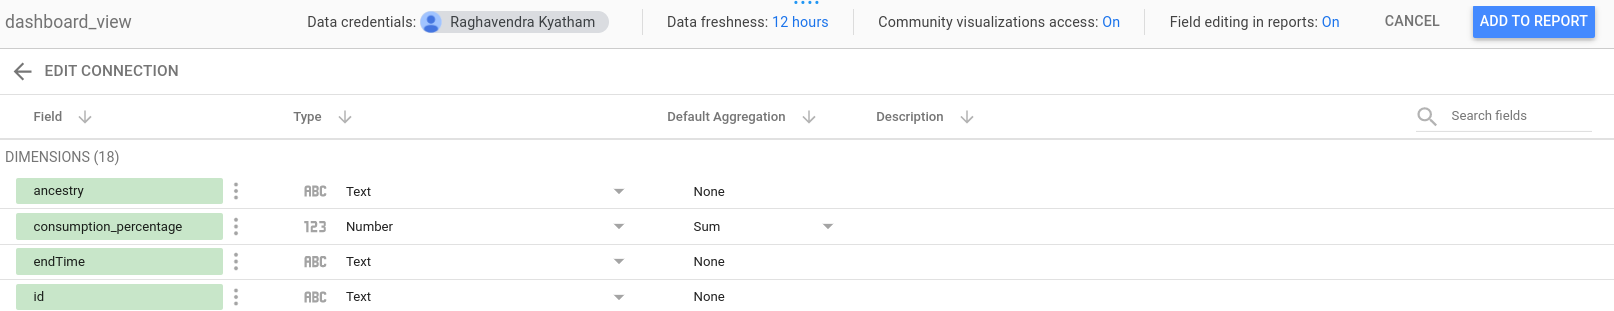 dashboard_view Data credentials: Raghavendra Kyatham Data freshness: 12 hours Community visualizations access: On Field editing in reports: On CANCEL ADD TO REPORT
EDIT CONNECTION
Field Type Default Aggregation Description Search fields
DIMENSIONS (18)
ancestry ABC Text None
consumption_percentage 123 Number Sum
endTime ABC Text None
id ABC Text None